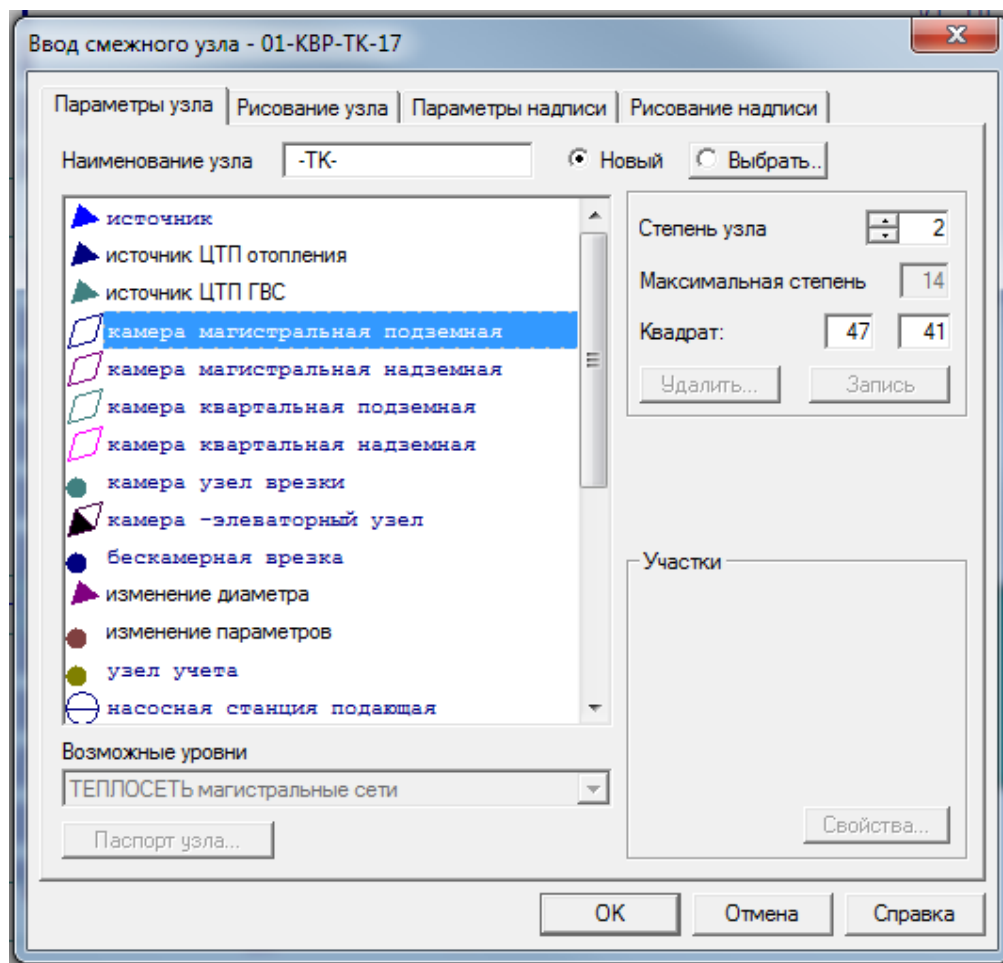 Ввод смежного узла - 01-КВР-ТК-17
Параметры узла Рисование узла Параметры надписи Рисование надписи
Наименование узла -ТК- Новый Выбрать..
источник
источник ЦТП отопления
источник ЦТП ГВС
камера магистральная подземная
камера магистральная надземная
камера квартальная подземная
камера квартальная надземная
камера узел врезки
камера -элеваторный узел
бескамерная врезка
изменение диаметра
изменение параметров
узел учета
насосная станция подающая
Степень узла 2
Максимальная степень 14
Квадрат: 47 41
Удалить... Запись
Участки
Свойства...
Возможные уровни
ТЕПЛОСЕТЬ магистральные сети
Паспорт узла...
OK Отмена Справка